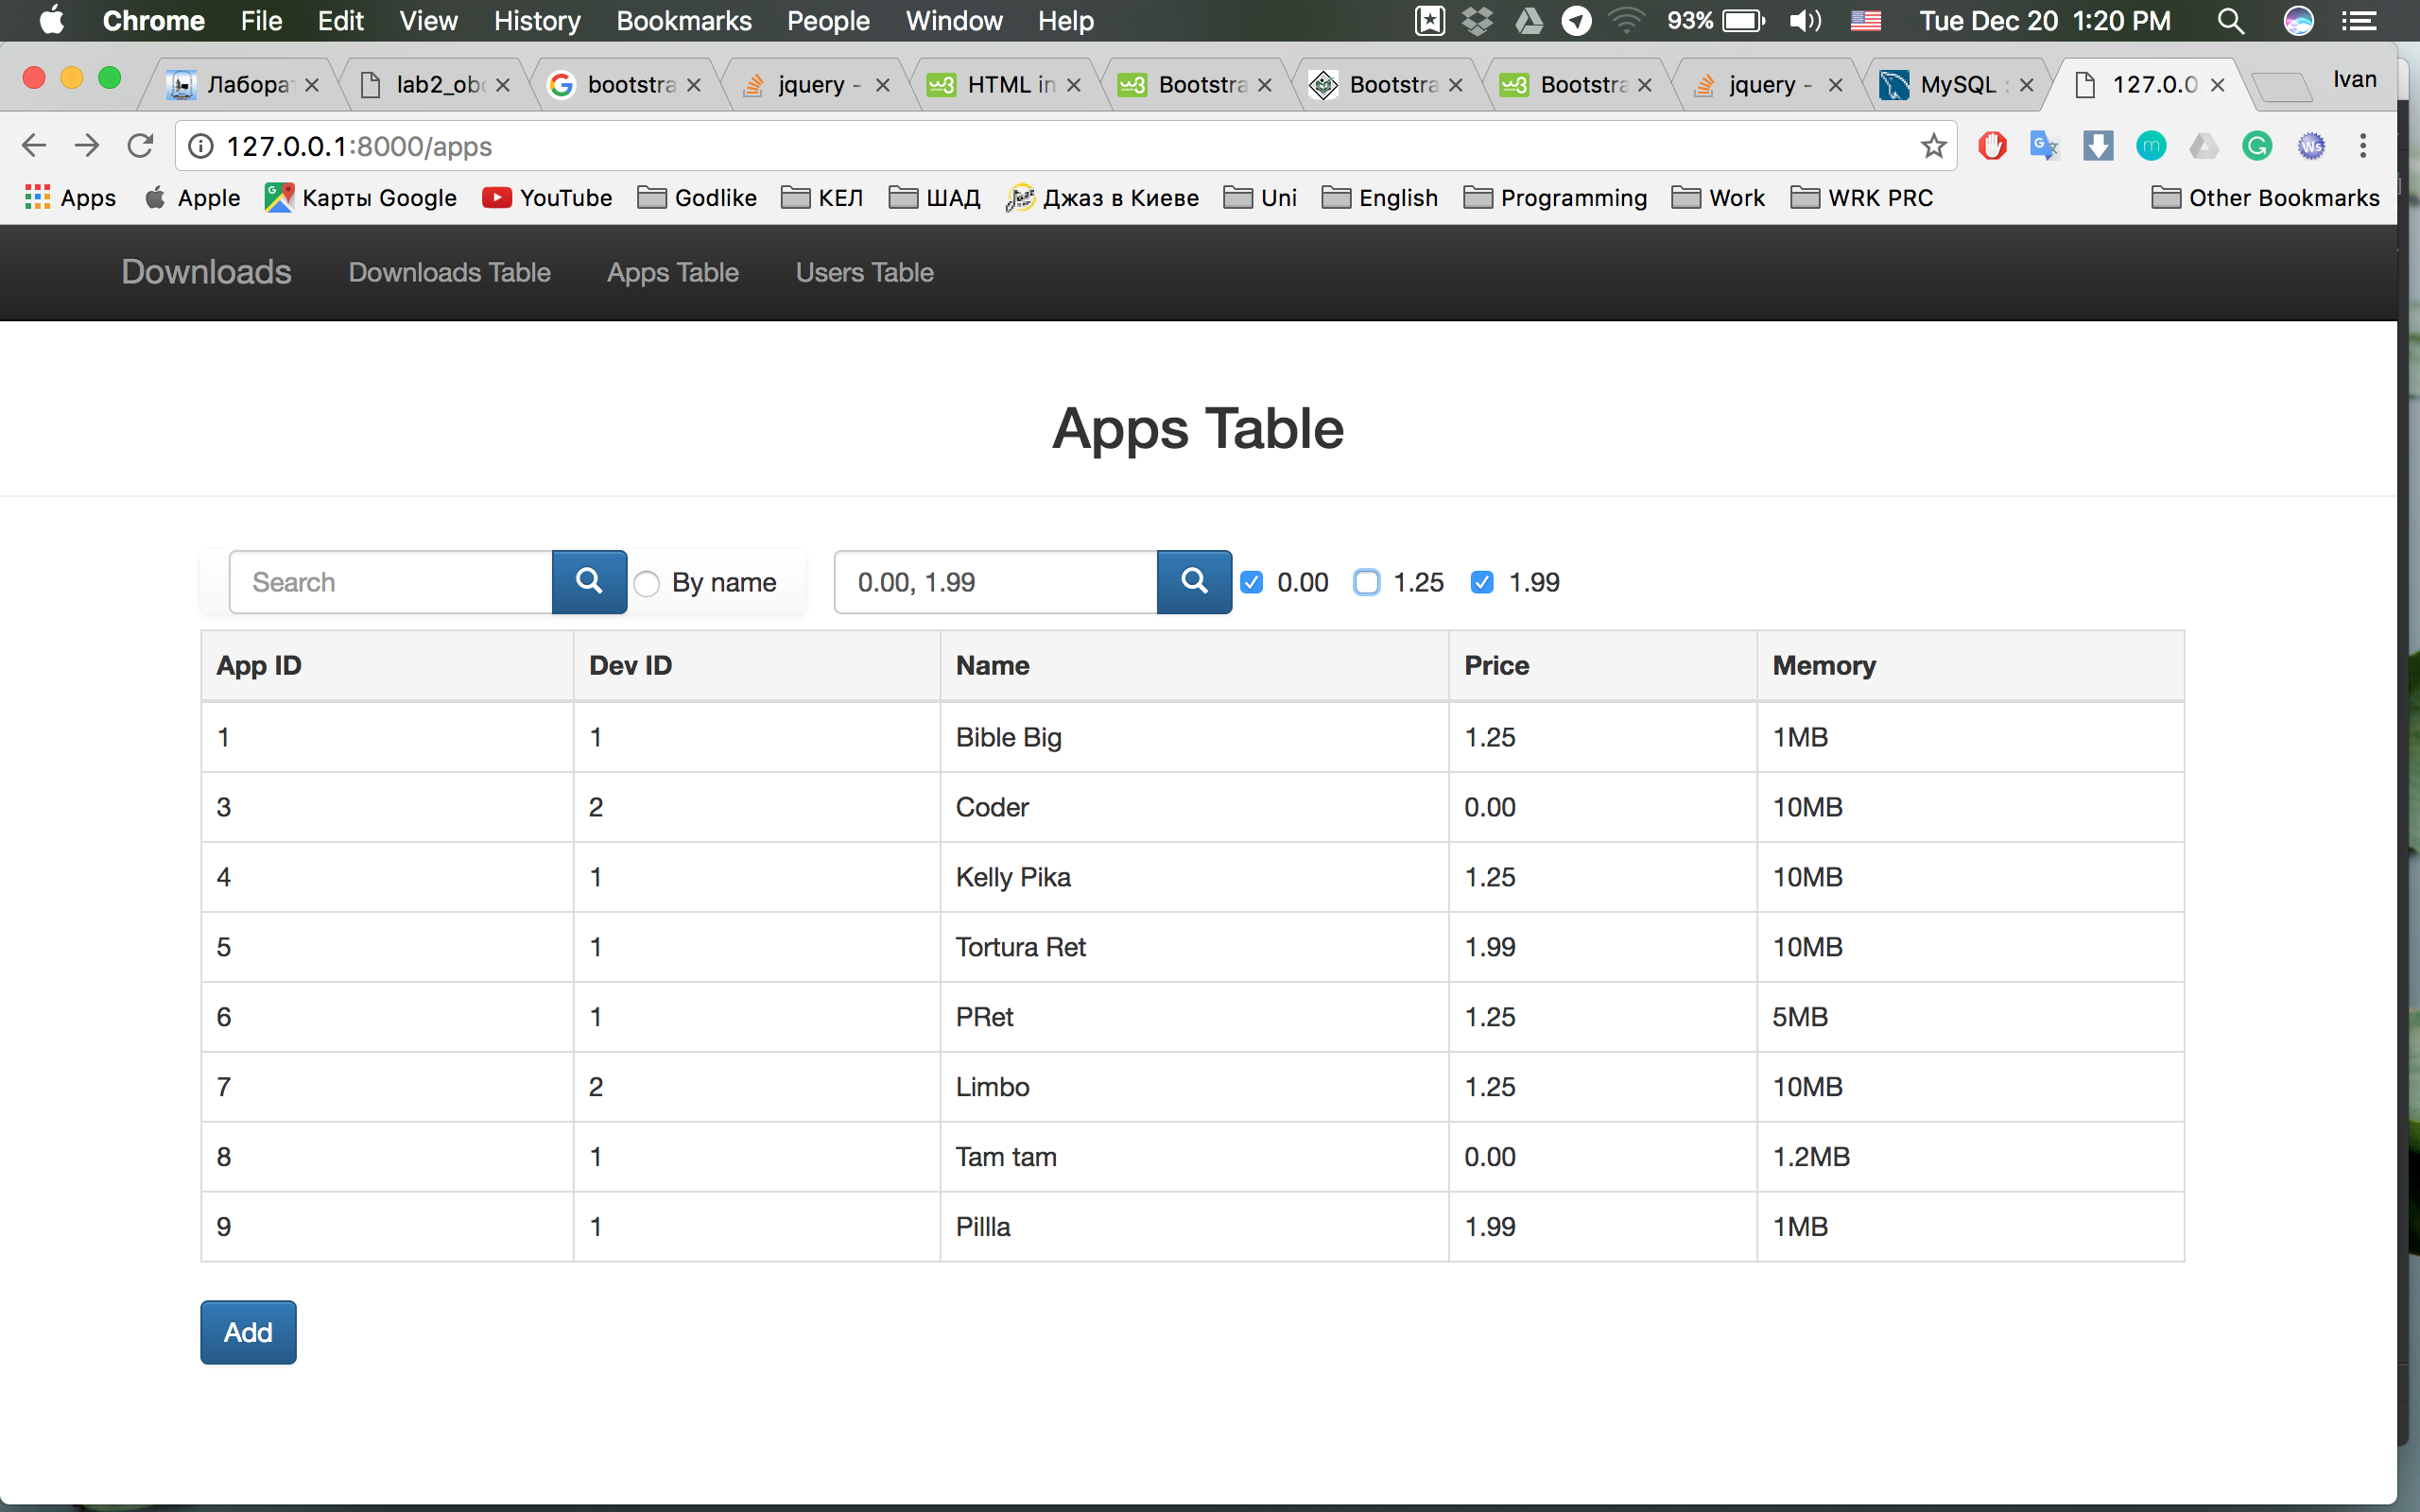 Chrome File Edit View History Bookmarks People Window Help 93% Tue Dec 20 1:20 PM
Лаборат lab2_obc bootstra jquery - HTML in Bootstra Bootstra Bootstra jquery - MySQL : 127.0.0 Ivan
127.0.0.1:8000/apps
Apps Apple Карты Google YouTube Godlike КЕЛ ШАД Джаз в Киеве Uni English Programming Work WRK PRC Other Bookmarks
Downloads Downloads Table Apps Table Users Table
Apps Table
Search By name 0.00, 1.99 0.00 1.25 1.99
App ID Dev ID Name Price Memory
1 1 Bible Big 1.25 1MB
3 2 Coder 0.00 10MB
4 1 Kelly Pika 1.25 10MB
5 1 Tortura Ret 1.99 10MB
6 1 PRet 1.25 5MB
7 2 Limbo 1.25 10MB
8 1 Tam tam 0.00 1.2MB
9 1 Pillla 1.99 1MB
Add